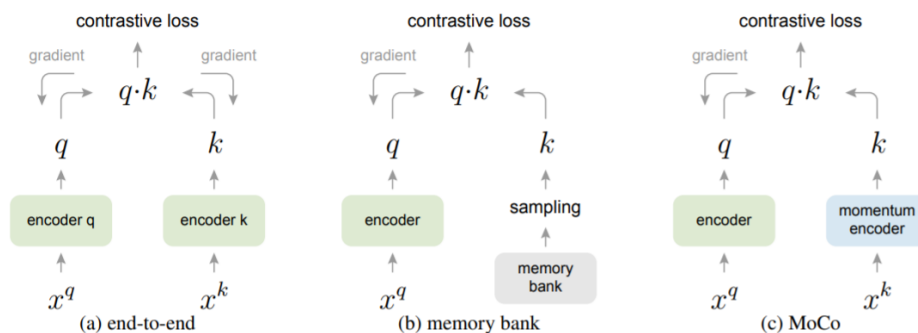 contrastive loss
gradient
gradient
q·k
q
k
encoder q
encoder k
x^q
x^k
(a) end-to-end
contrastive loss
gradient
q·k
q
k
encoder
sampling
memory
bank
x^q
(b) memory bank
contrastive loss
gradient
q·k
q
k
encoder
momentum
encoder
x^q
x^k
(c) MoCo